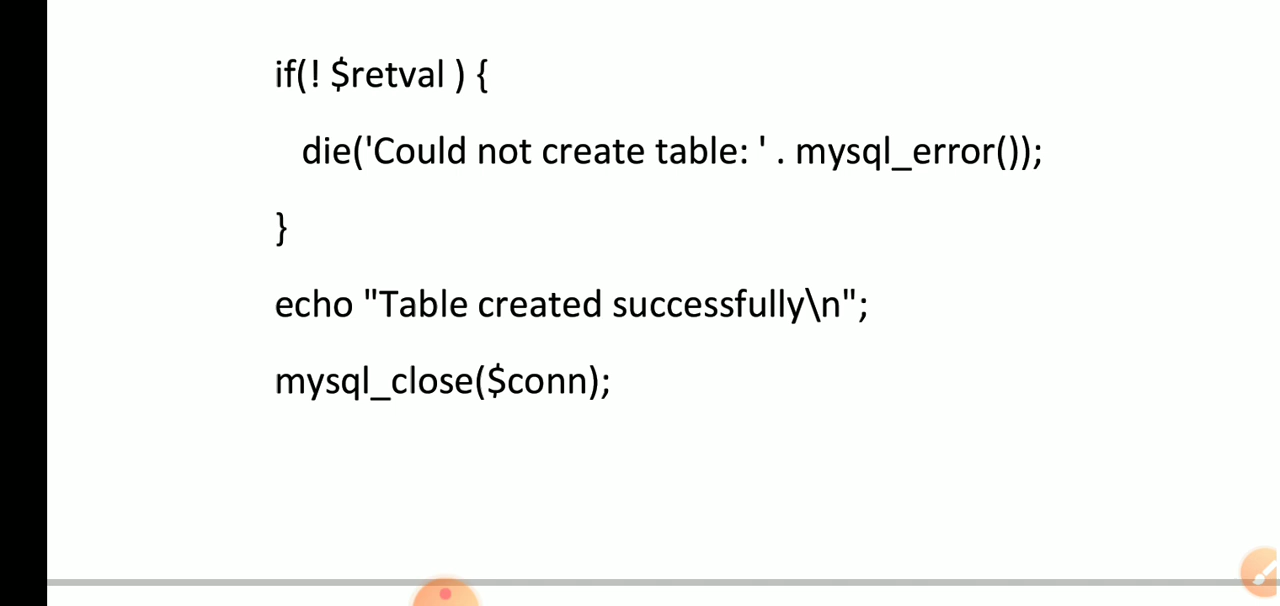 if(! $retval ) {
die('Could not create table: ' . mysql_error());
}
echo "Table created successfully\n";
mysql_close($conn);